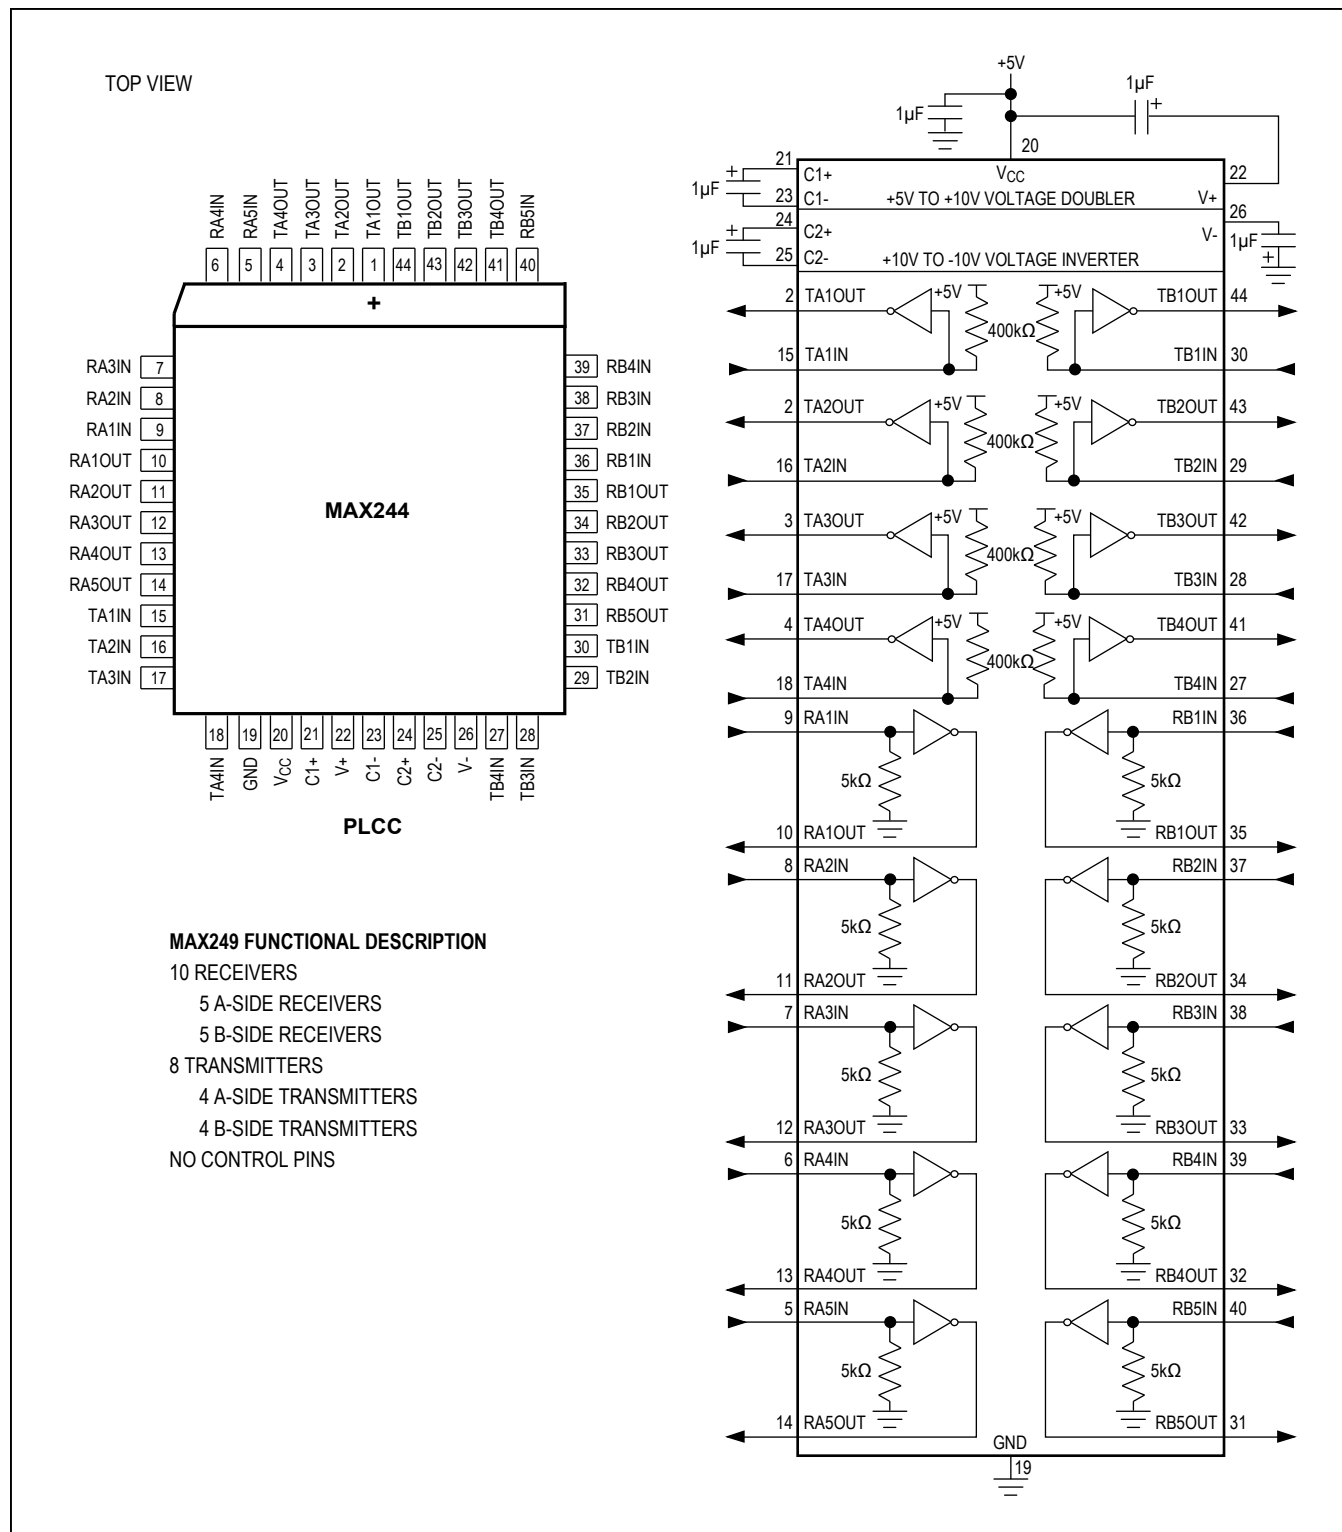 TOP VIEW
RA4IN
RA5IN
TA4OUT
TA3OUT
TA2OUT
TA1OUT
TB1OUT
TB2OUT
TB3OUT
TB4OUT
RB5IN
6 5 4 3 2 1 44 43 42 41 40
+
RA3IN 7
RA2IN 8
RA1IN 9
RA1OUT 10
RA2OUT 11
RA3OUT 12
RA4OUT 13
RA5OUT 14
TA1IN 15
TA2IN 16
TA3IN 17
MAX244
39 RB4IN
38 RB3IN
37 RB2IN
36 RB1IN
35 RB1OUT
34 RB2OUT
33 RB3OUT
32 RB4OUT
31 RB5OUT
30 TB1IN
29 TB2IN
18 19 20 21 22 23 24 25 26 27 28
TA4IN
GND
VCC
C1+
V+
C1-
C2+
C2-
V-
TB4IN
TB3IN
PLCC
MAX249 FUNCTIONAL DESCRIPTION
10 RECEIVERS
5 A-SIDE RECEIVERS
5 B-SIDE RECEIVERS
8 TRANSMITTERS
4 A-SIDE TRANSMITTERS
4 B-SIDE TRANSMITTERS
NO CONTROL PINS
+5V
1µF
1µF +
20
21 C1+ VCC 22
+
1µF
23 C1- +5V TO +10V VOLTAGE DOUBLER V+
24 C2+ 26
+
1µF
V- 1µF
+
25 C2- +10V TO -10V VOLTAGE INVERTER
2 TA1OUT +5V +5V TB1OUT 44
400kΩ
15 TA1IN TB1IN 30
2 TA2OUT +5V +5V TB2OUT 43
400kΩ
16 TA2IN TB2IN 29
3 TA3OUT +5V +5V TB3OUT 42
400kΩ
17 TA3IN TB3IN 28
4 TA4OUT +5V +5V TB4OUT 41
400kΩ
18 TA4IN TB4IN 27
9 RA1IN RB1IN 36
5kΩ 5kΩ
10 RA1OUT RB1OUT 35
8 RA2IN RB2IN 37
5kΩ 5kΩ
11 RA2OUT RB2OUT 34
7 RA3IN RB3IN 38
5kΩ 5kΩ
12 RA3OUT RB3OUT 33
6 RA4IN RB4IN 39
5kΩ 5kΩ
13 RA4OUT RB4OUT 32
5 RA5IN RB5IN 40
5kΩ 5kΩ
14 RA5OUT RB5OUT 31
GND
19